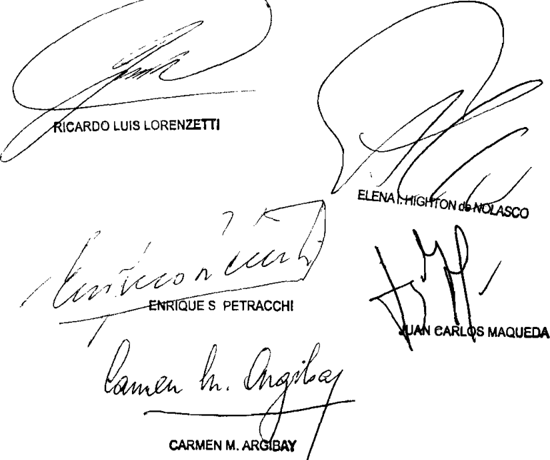 RICARDO LUIS LORENZETTI
ELENA I. HIGHTON de NOLASCO
ENRIQUE S. PETRACCHI
JUAN CARLOS MAQUEDA
Carmen M. Argibay
CARMEN M. ARGIBAY